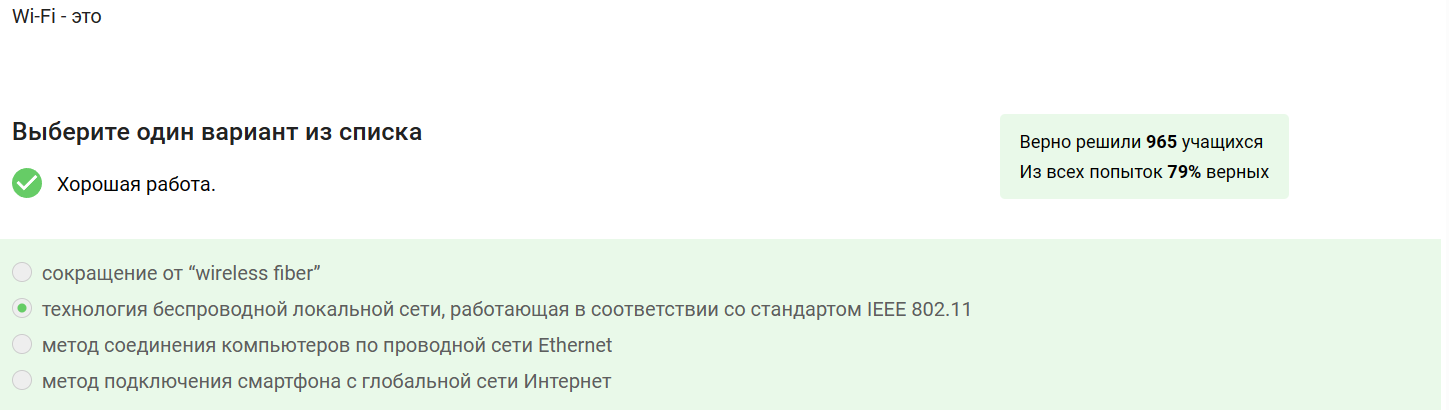 Wi-Fi - это
Выберите один вариант из списка
Хорошая работа.
Верно решили 965 учащихся
Из всех попыток 79% верных
сокращение от “wireless fiber”
технология беспроводной локальной сети, работающая в соответствии со стандартом IEEE 802.11
метод соединения компьютеров по проводной сети Ethernet
метод подключения смартфона с глобальной сети Интернет